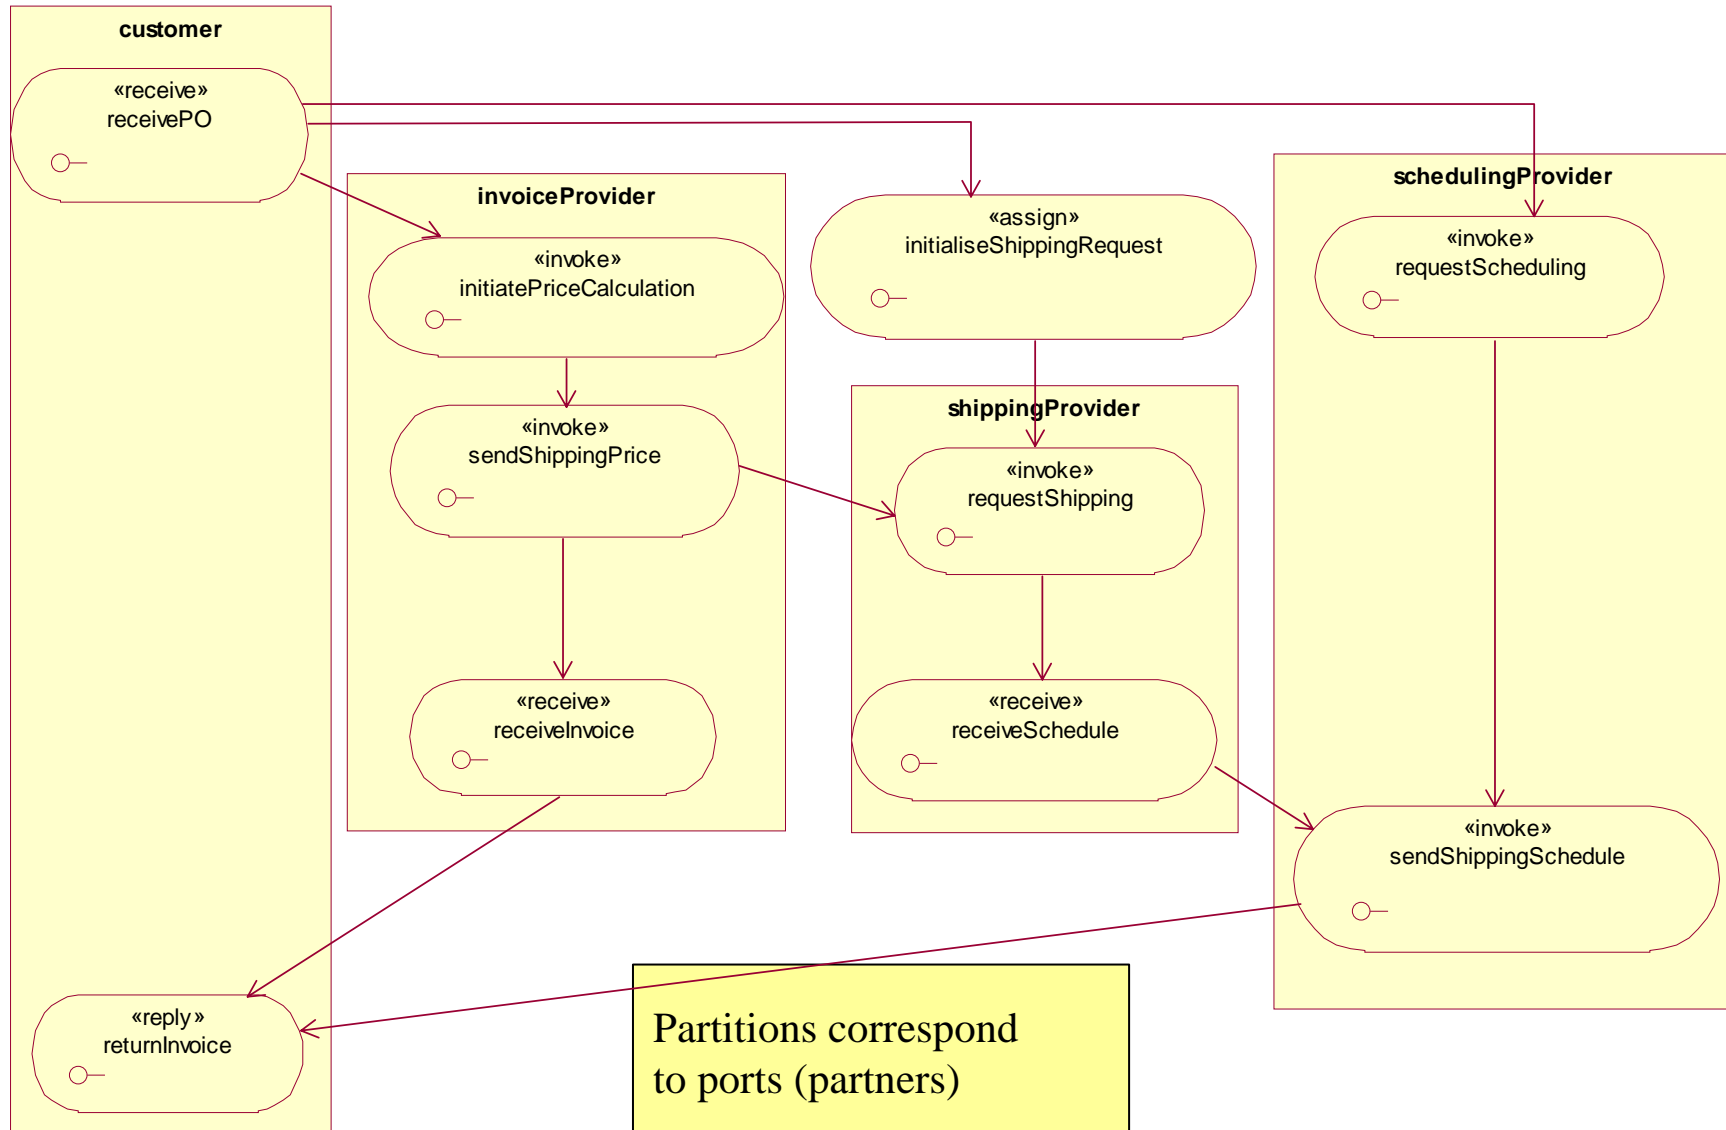 customer
«receive»
receivePO
invoiceProvider
«invoke»
initiatePriceCalculation
«invoke»
sendShippingPrice
«receive»
receiveInvoice
«assign»
initialiseShippingRequest
shippingProvider
«invoke»
requestShipping
«receive»
receiveSchedule
schedulingProvider
«invoke»
requestScheduling
«invoke»
sendShippingSchedule
«reply»
returnInvoice
Partitions correspond
to ports (partners)